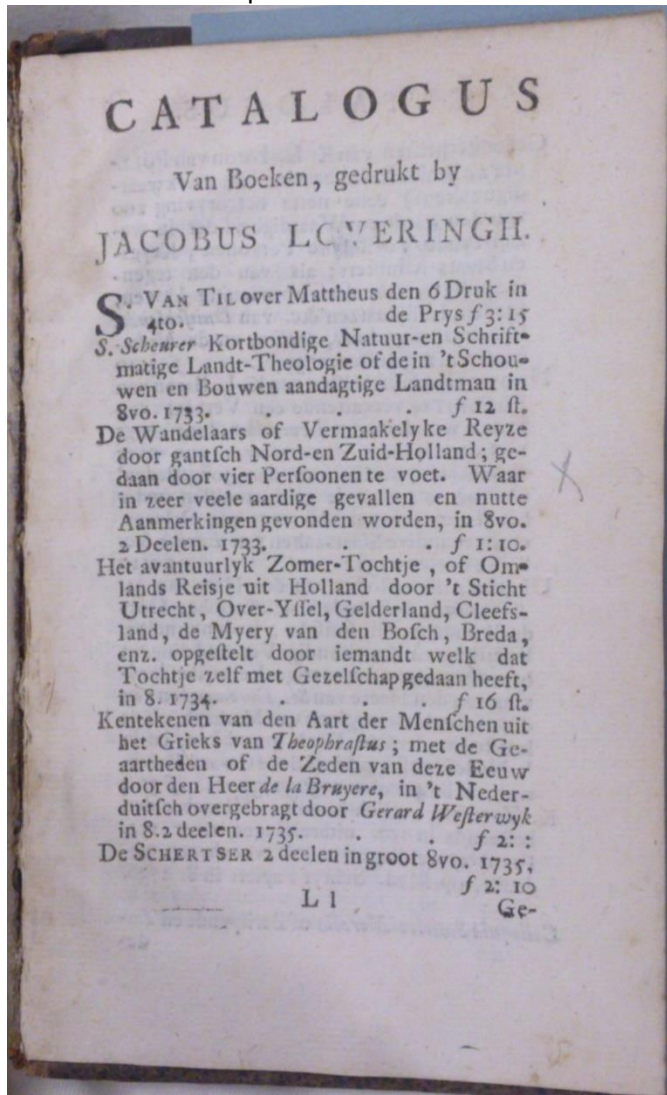 CATALOGUS
Van Boeken, gedrukt by
JACOBUS LOVERINGH.
S. VAN TIL over Mattheus den 6 Druk in
4to. de Prys f 3:15
S. Scheurer Kortbondige Natuur-en Schrift-
matige Landt-Theologie of de in 't Schou-
wen en Bouwen aandagtige Landtman in
8vo. 1733. . f 12 ſt.
De Wandelaars of Vermaakelyke Reyze
door gantſch Nord-en Zuid-Holland; ge-
daan door vier Perſoonen te voet. Waar
in zeer veele aardige gevallen en nutte
Aanmerkingen gevonden worden, in 8vo.
2 Deelen. 1733. . . f 1:10.
Het avantuurlyk Zomer-Tochtje, of Om-
lands Reisje uit Holland door 't Sticht
Utrecht, Over-Yſſel, Gelderland, Cleefs-
land, de Myery van den Boſch, Breda,
enz. opgeſtelt door iemandt welk dat
Tochtje zelf met Gezelſchap gedaan heeft,
in 8. 1734. . . . f 16 ſt.
Kentekenen van den Aart der Menſchen uit
het Grieks van Theophraſtus; met de Ge-
aartheden of de Zeden van deze Eeuw
door den Heer de la Bruyere, in 't Neder-
duitſch overgebragt door Gerard Weſterwyk
in 8. 2 deelen. 1735. . . f 2: :
De SCHERTSER 2 deelen in groot 8vo. 1735,
f 2: 10
L l Ge-